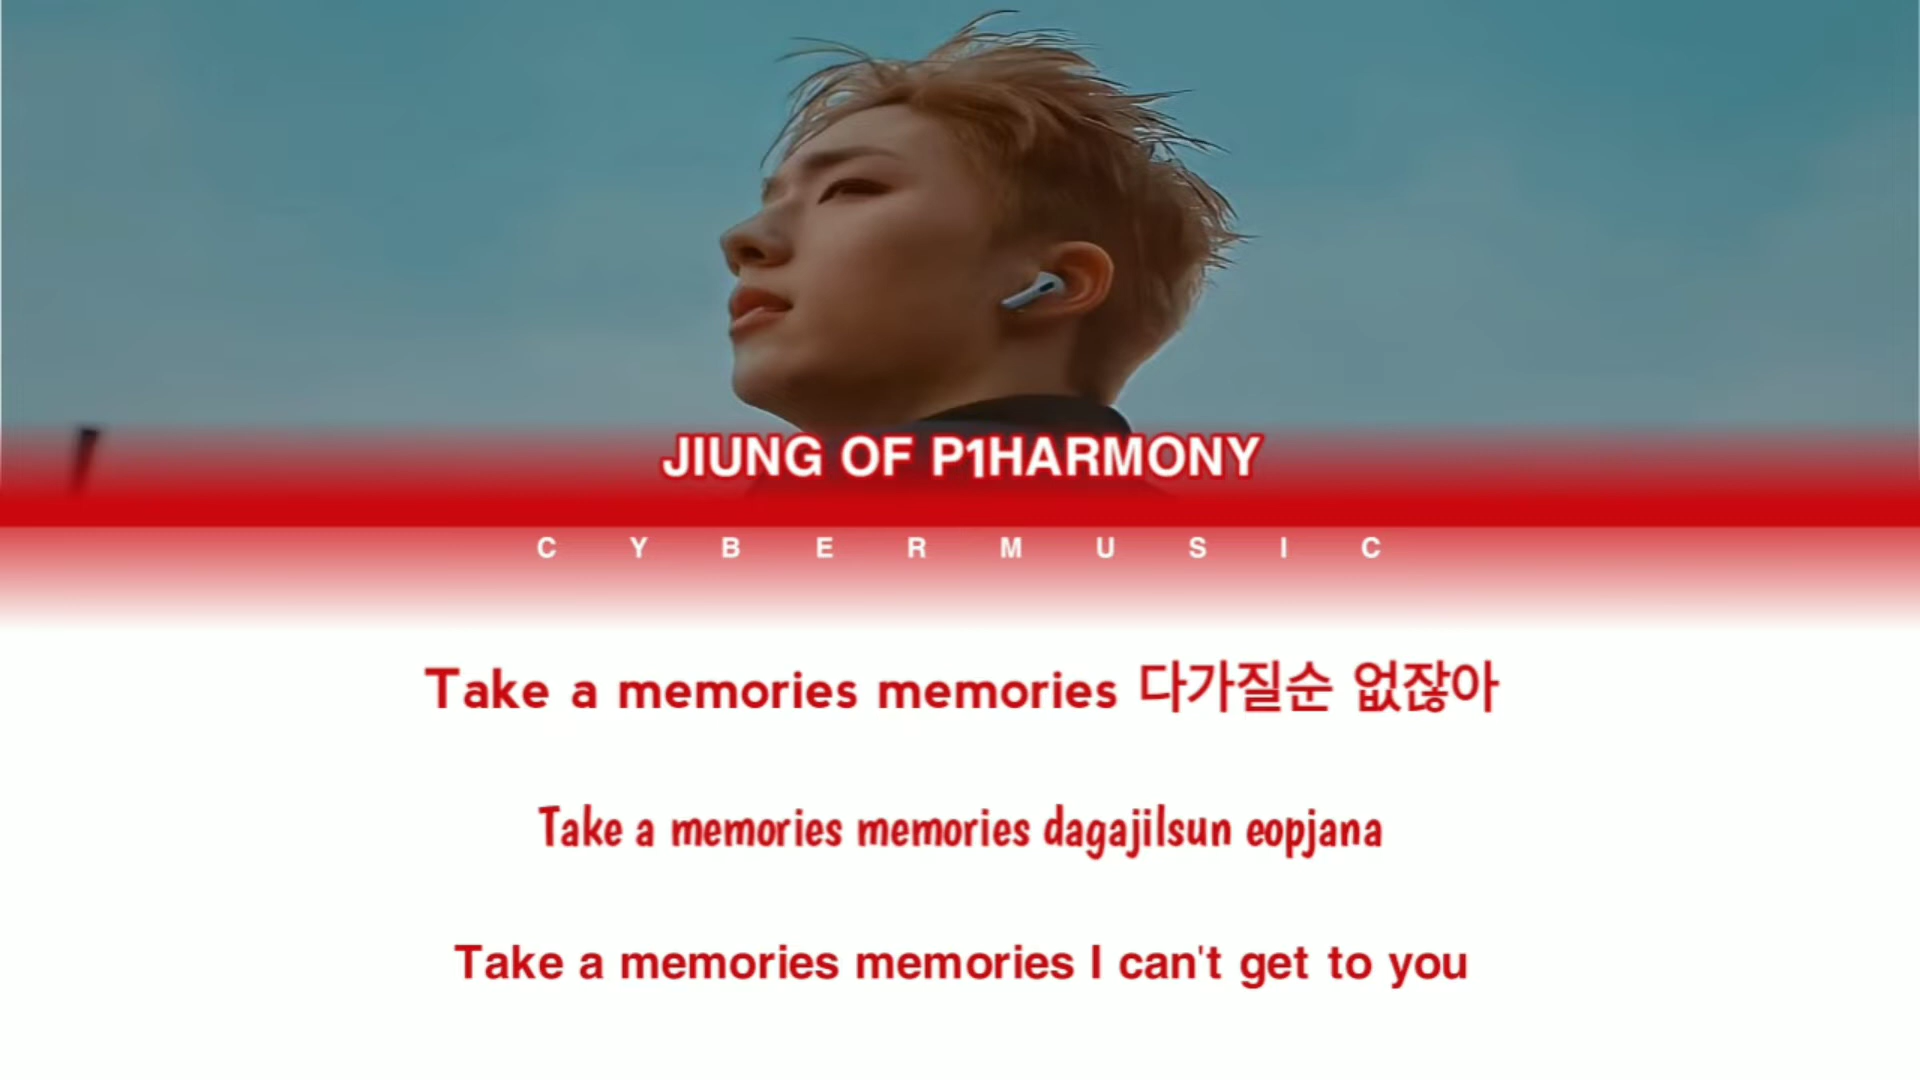 JIUNG OF P1HARMONY
CYBERMUSIC
Take a memories memories 다가질순 없잖아
Take a memories memories dagajilsun eopjana
Take a memories memories I can't get to you